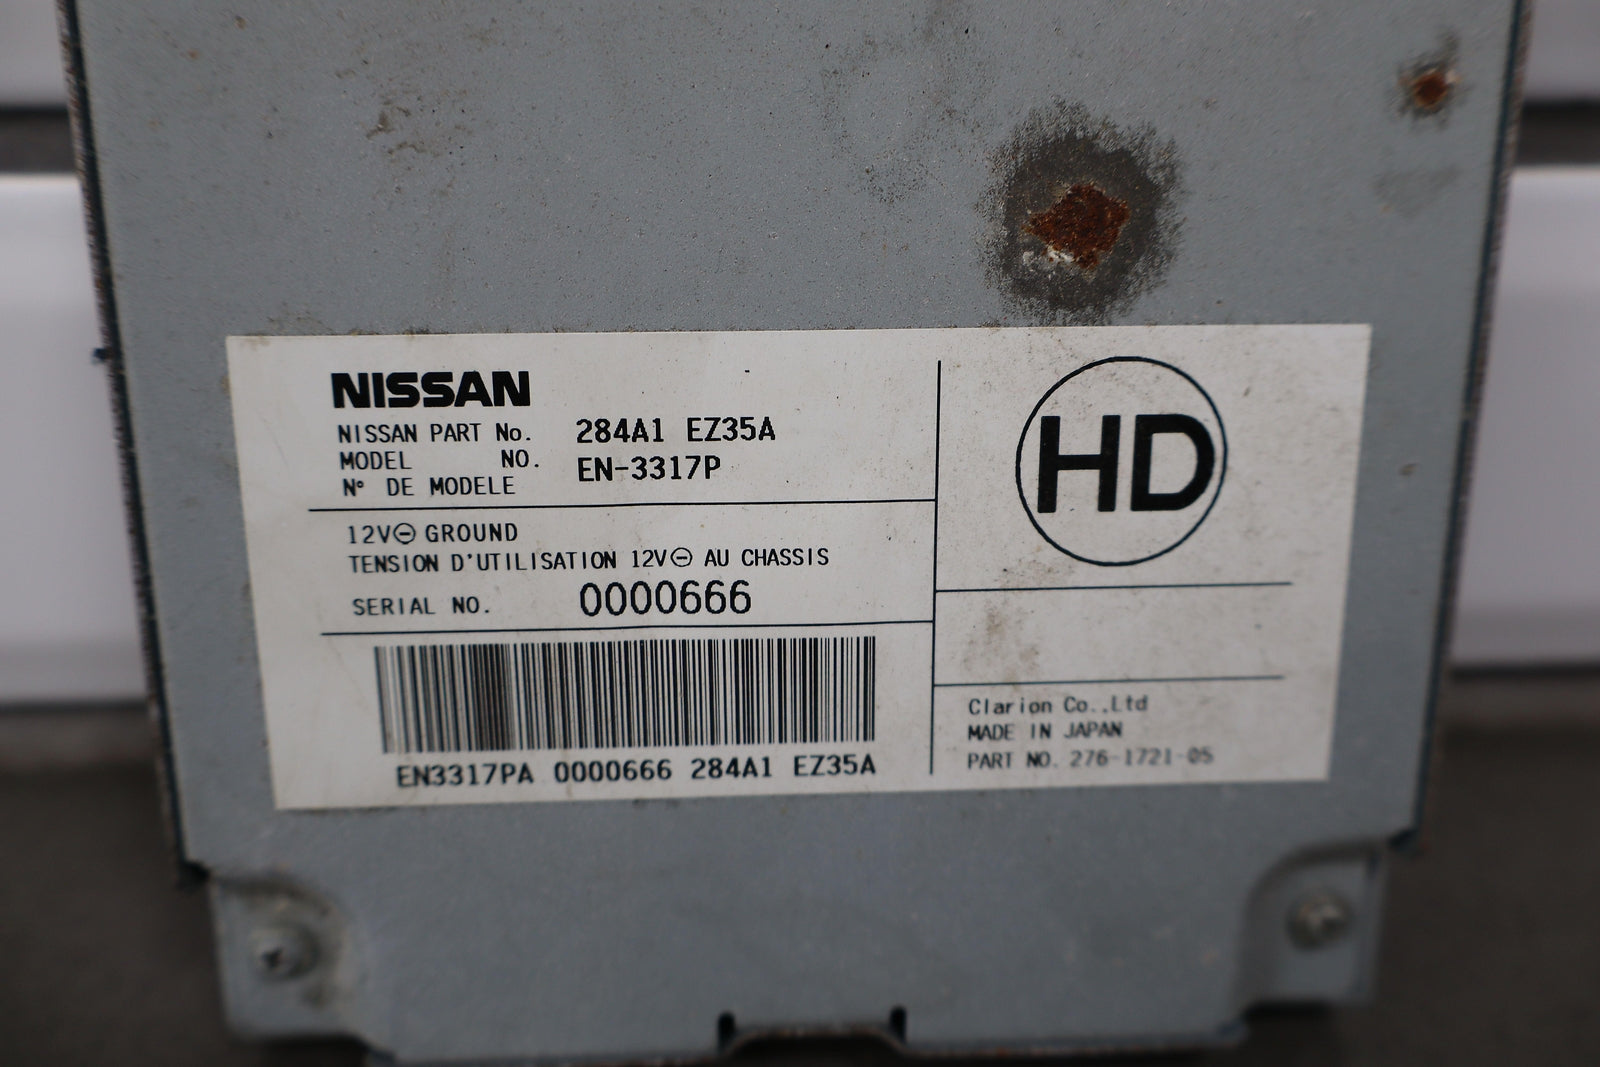 NISSAN
NISSAN PART No. 284A1 EZ35A
MODEL NO. EN-3317P
N° DE MODELE
12V⊖ GROUND
TENSION D'UTILISATION 12V⊖ AU CHASSIS
SERIAL NO. 0000666
EN3317PA 0000666 284A1 EZ35A
HD
Clarion Co.,Ltd
MADE IN JAPAN
PART NO. 276-1721-05